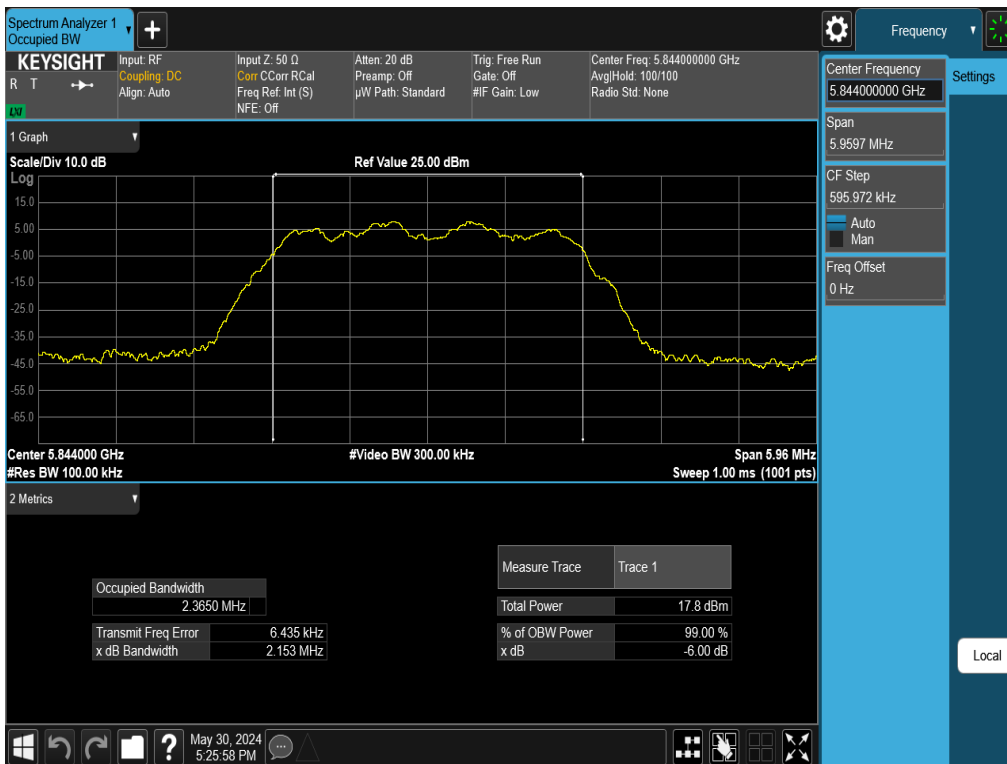 Spectrum Analyzer 1
Occupied BW
+
Frequency
KEYSIGHT
R T
LXI
Input: RF
Coupling: DC
Align: Auto
Input Z: 50 Ω
Corr CCorr RCal
Freq Ref: Int (S)
NFE: Off
Atten: 20 dB
Preamp: Off
µW Path: Standard
Trig: Free Run
Gate: Off
#IF Gain: Low
Center Freq: 5.844000000 GHz
Avg|Hold: 100/100
Radio Std: None
Center Frequency
5.844000000 GHz
Settings
Span
5.9597 MHz
CF Step
595.972 kHz
Auto
Man
Freq Offset
0 Hz
Local
1 Graph
Scale/Div 10.0 dB
Ref Value 25.00 dBm
Log
15.0
5.00
-5.00
-15.0
-25.0
-35.0
-45.0
-55.0
-65.0
Center 5.844000 GHz
#Video BW 300.00 kHz
Span 5.96 MHz
#Res BW 100.00 kHz
Sweep 1.00 ms (1001 pts)
2 Metrics
Measure Trace
Trace 1
Occupied Bandwidth
2.3650 MHz
Total Power
17.8 dBm
Transmit Freq Error
6.435 kHz
% of OBW Power
99.00 %
x dB Bandwidth
2.153 MHz
x dB
-6.00 dB
?
May 30, 2024
5:25:58 PM